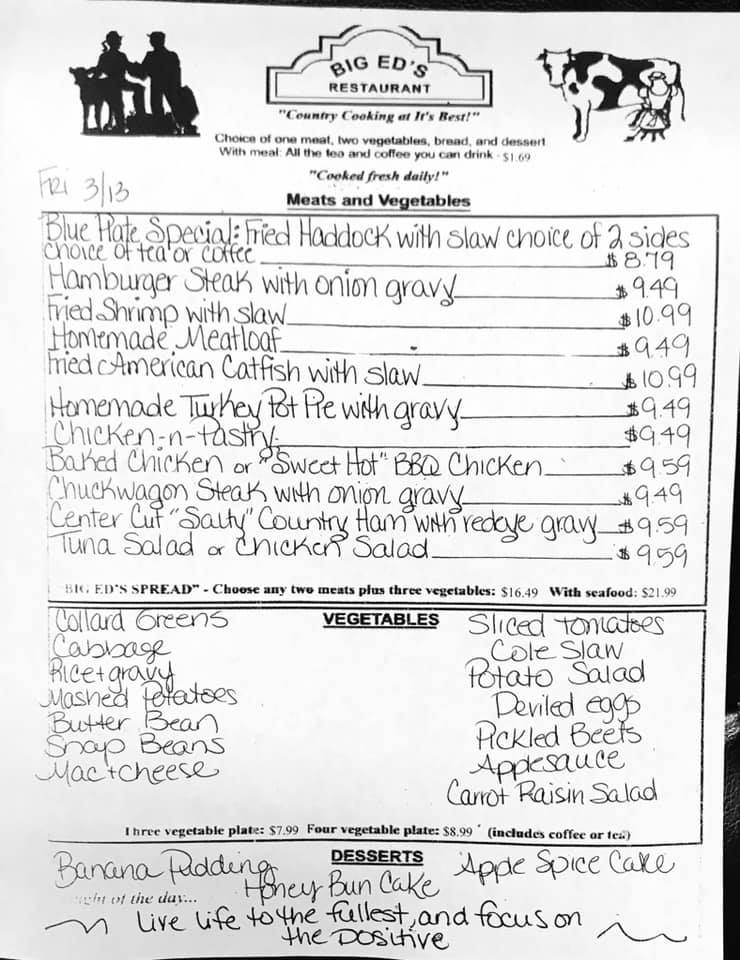 BIG ED'S
RESTAURANT
"Country Cooking at It's Best!"
Choice of one meat, two vegetables, bread, and dessert
With meal: All the tea and coffee you can drink - $1.69
"Cooked fresh daily!"
FRI 3/13
Meats and Vegetables
Blue Plate Special: Fried Haddock with slaw choice of 2 sides
choice of tea or coffee $8.79
Hamburger Steak with onion gravy $9.49
Fried Shrimp with slaw $10.99
Homemade Meatloaf $9.49
Fried American Catfish with slaw $10.99
Homemade Turkey Pot Pie with gravy $9.49
Chicken-n-Pastry $9.49
Baked Chicken or "Sweet Hot" BBQ Chicken $9.59
Chuckwagon Steak with onion gravy $9.49
Center Cut "Salty" Country Ham with redeye gravy $9.59
Tuna Salad or Chicken Salad $9.59
BIG ED'S SPREAD" - Choose any two meats plus three vegetables: $16.49 With seafood: $21.99
VEGETABLES
Collard Greens
Cabbage
Rice + gravy
Mashed Potatoes
Butter Bean
Snap Beans
Mac + cheese
Sliced tomatoes
Cole Slaw
Potato Salad
Deviled eggs
Pickled Beets
Applesauce
Carrot Raisin Salad
Three vegetable plate: $7.99 Four vegetable plate: $8.99 (includes coffee or tea)
DESSERTS
Banana Pudding
Honey Bun Cake
Apple Spice Cake
of the day...
Live life to the fullest, and focus on
the positive